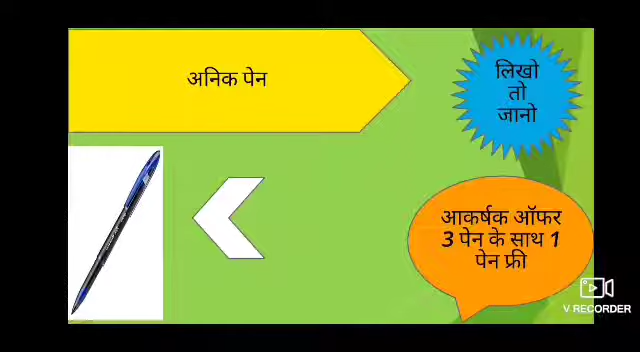 अनिक पेन
लिखो
तो
जानो
आकर्षक ऑफर
3 पेन के साथ 1
पेन फ्री
V RECORDER